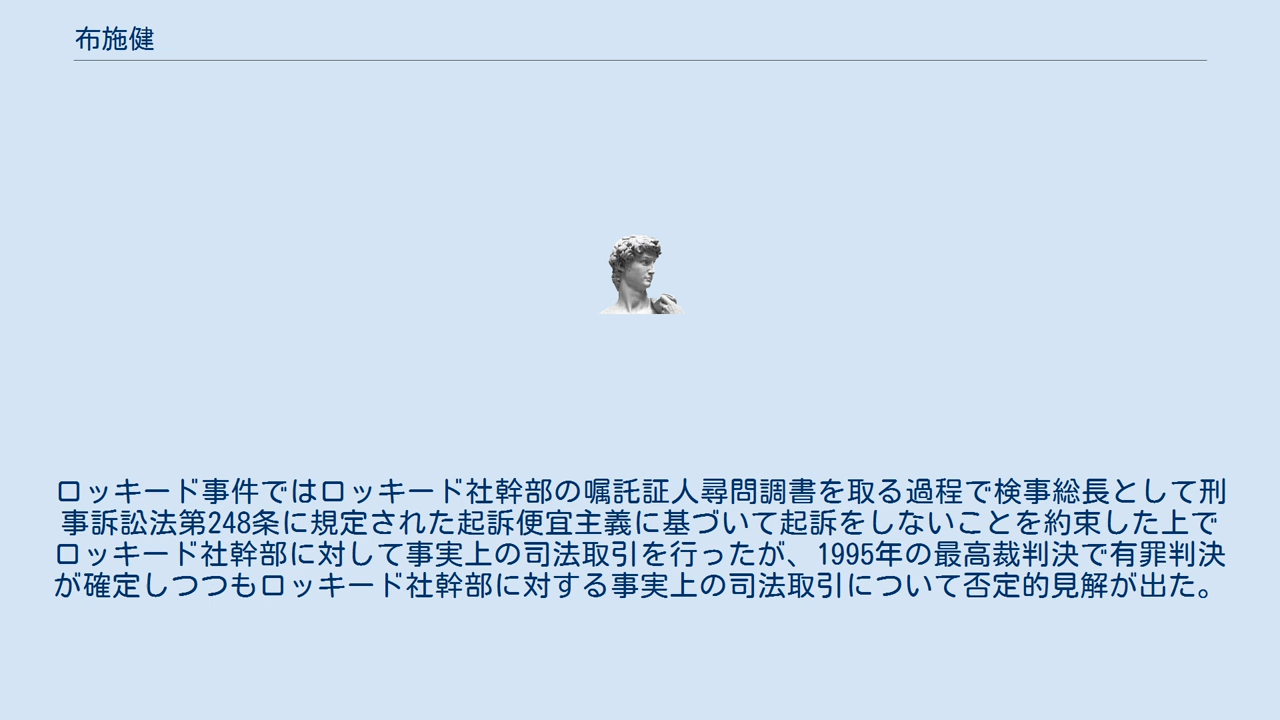 布施健
ロッキード事件ではロッキード社幹部の嘱託証人尋問調書を取る過程で検事総長として刑
事訴訟法第248条に規定された起訴便宜主義に基づいて起訴をしないことを約束した上で
ロッキード社幹部に対して事実上の司法取引を行ったが、1995年の最高裁判決で有罪判決
が確定しつつもロッキード社幹部に対する事実上の司法取引について否定的見解が出た。